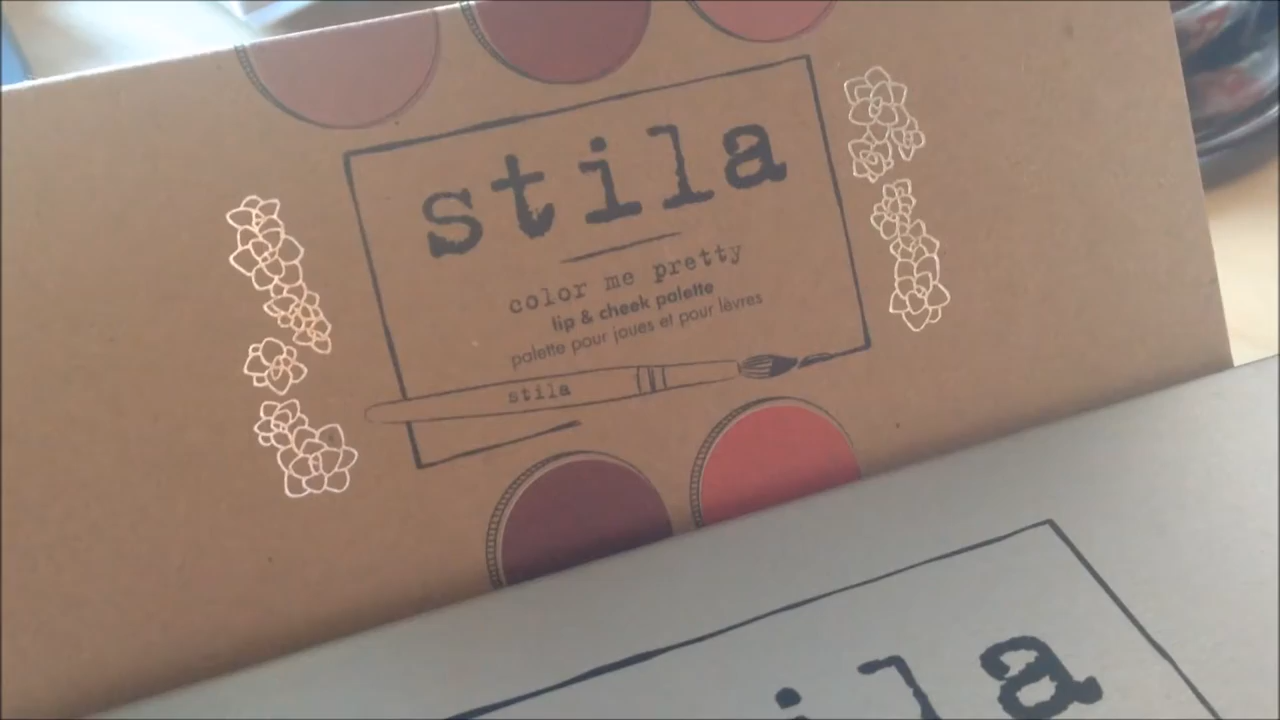 stila
color me pretty
lip & cheek palette
palette pour joues et pour lèvres
stila
ila